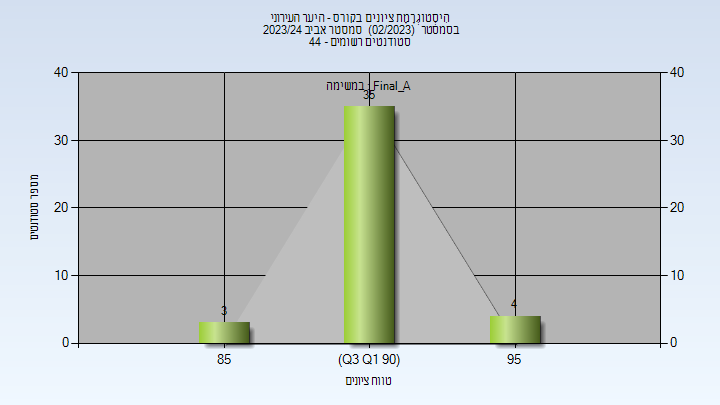 היסטוגרמת ציונים בקורס - היער העירוני
בסמסטר (02/2023) סמסטר אביב 2023/24
סטודנטים רשומים - 44
במשימה : Final_A
40
30
20
10
0
40
30
20
10
0
מספר סטודנטים
3
35
4
85
(Q3 Q1 90)
95
טווח ציונים